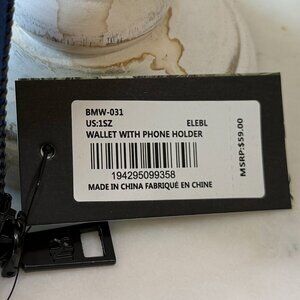 BMW-031
US:1SZ ELEBL
WALLET WITH PHONE HOLDER
194295099358
MADE IN CHINA FABRIQUÉ EN CHINE
MSRP:$59.00